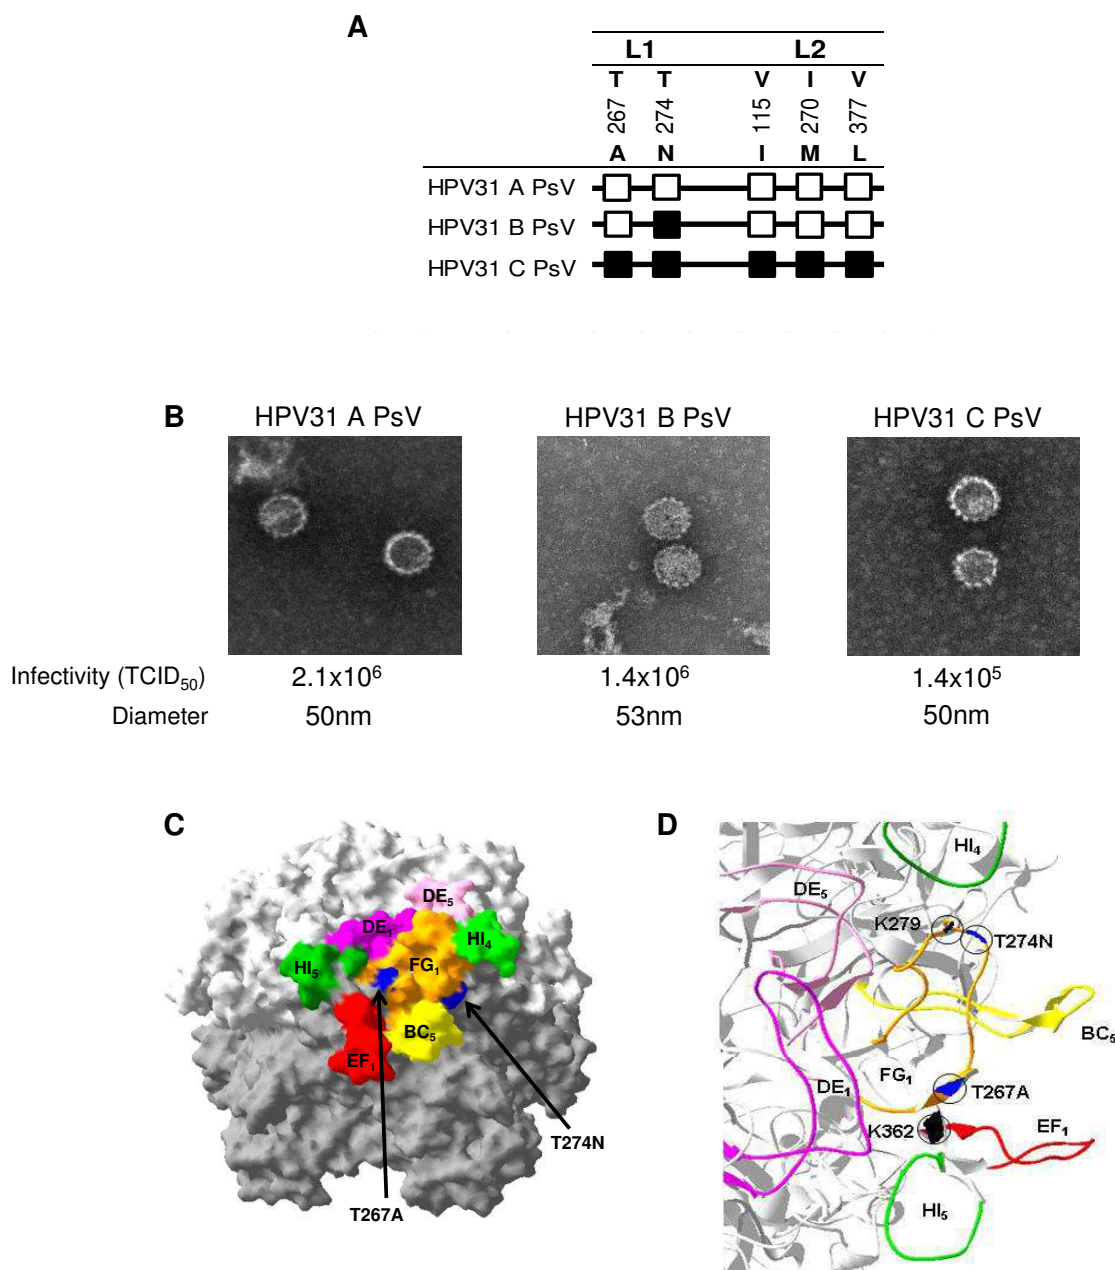 A
L1 L2
T T V I V
267 274 115 270 377
A N I M L
HPV31 A PsV
HPV31 B PsV
HPV31 C PsV
B
HPV31 A PsV HPV31 B PsV HPV31 C PsV
Infectivity (TCID50) 2.1x10⁶ 1.4x10⁶ 1.4x10⁵
Diameter 50nm 53nm 50nm
C
DE5
DE1
HI4
HI5
FG1
BC5
EF1
T274N
T267A
D
HI4
DE5
K279
T274N
BC5
FG1
DE1
T267A
K362
EF1
HI5